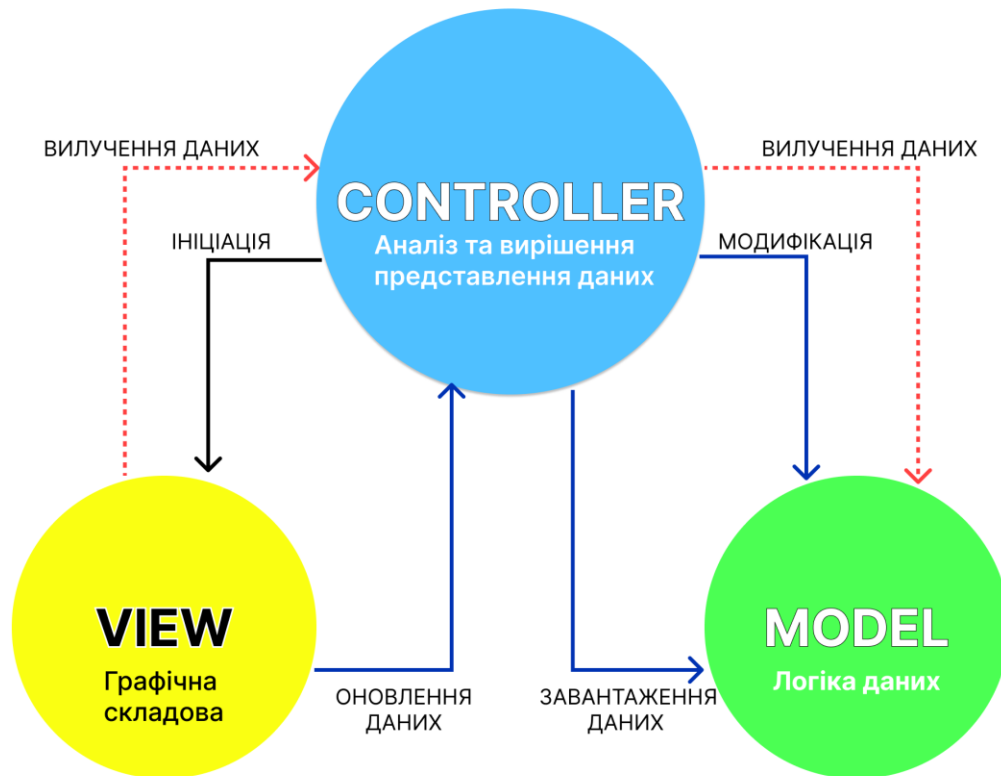 ВИЛУЧЕННЯ ДАНИХ
ВИЛУЧЕННЯ ДАНИХ
CONTROLLER
Аналіз та вирішення
представлення даних
ІНІЦІАЦІЯ
МОДИФІКАЦІЯ
VIEW
Графічна
складова
MODEL
Логіка даних
ОНОВЛЕННЯ
ДАНИХ
ЗАВАНТАЖЕННЯ
ДАНИХ